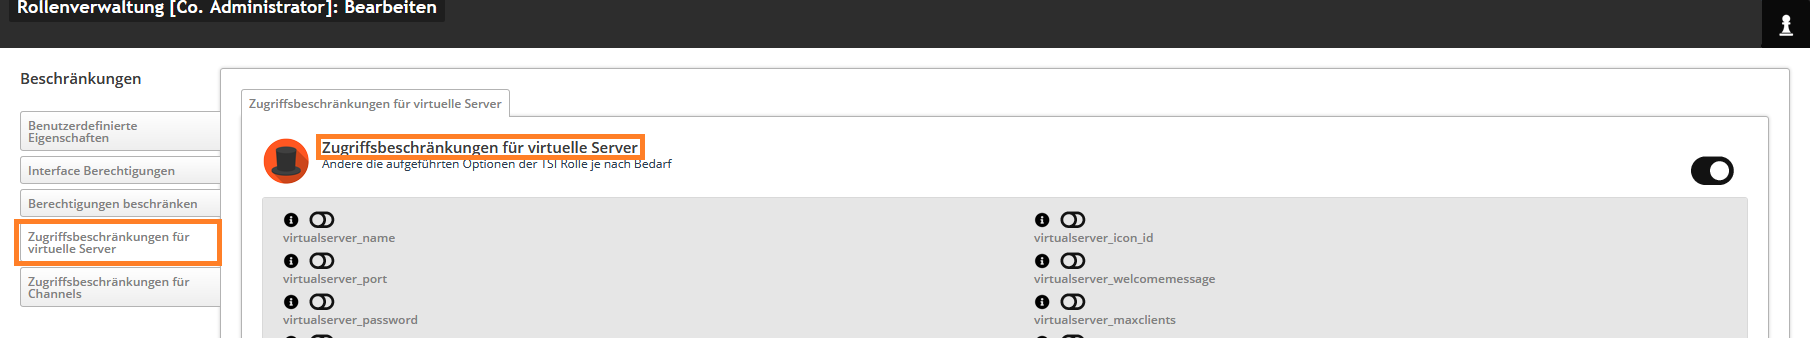 Rollenverwaltung [Co. Administrator]: Bearbeiten
Beschränkungen
Benutzerdefinierte
Eigenschaften
Interface Berechtigungen
Berechtigungen beschränken
Zugriffsbeschränkungen für
virtuelle Server
Zugriffsbeschränkungen für
Channels
Zugriffsbeschränkungen für virtuelle Server
Zugriffsbeschränkungen für virtuelle Server
Ändere die aufgeführten Optionen der TSI Rolle je nach Bedarf
virtualserver_name
virtualserver_icon_id
virtualserver_port
virtualserver_welcomemessage
virtualserver_password
virtualserver_maxclients